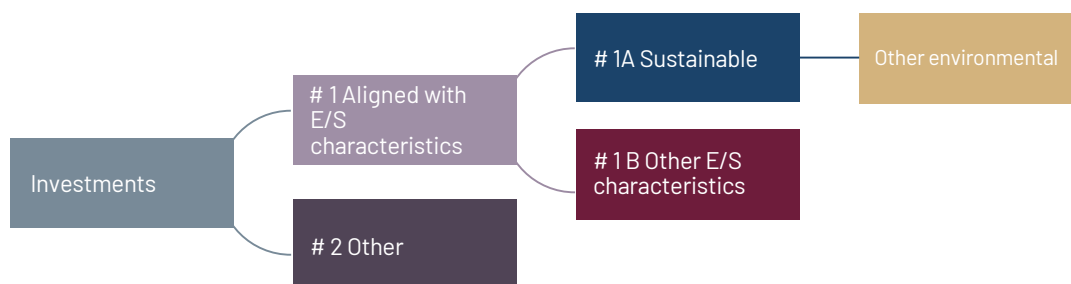 Investments
# 1 Aligned with
E/S
characteristics
# 2 Other
# 1A Sustainable
# 1 B Other E/S
characteristics
Other environmental